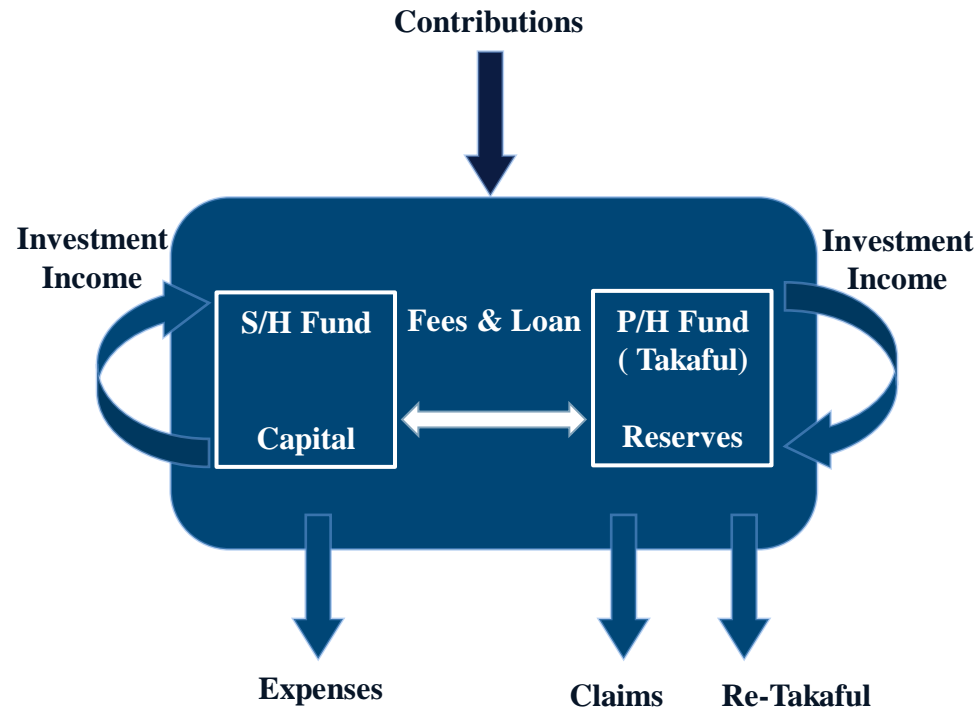 Contributions
Investment
Income
Investment
Income
S/H Fund
Capital
Fees & Loan
P/H Fund
( Takaful)
Reserves
Expenses
Claims
Re-Takaful